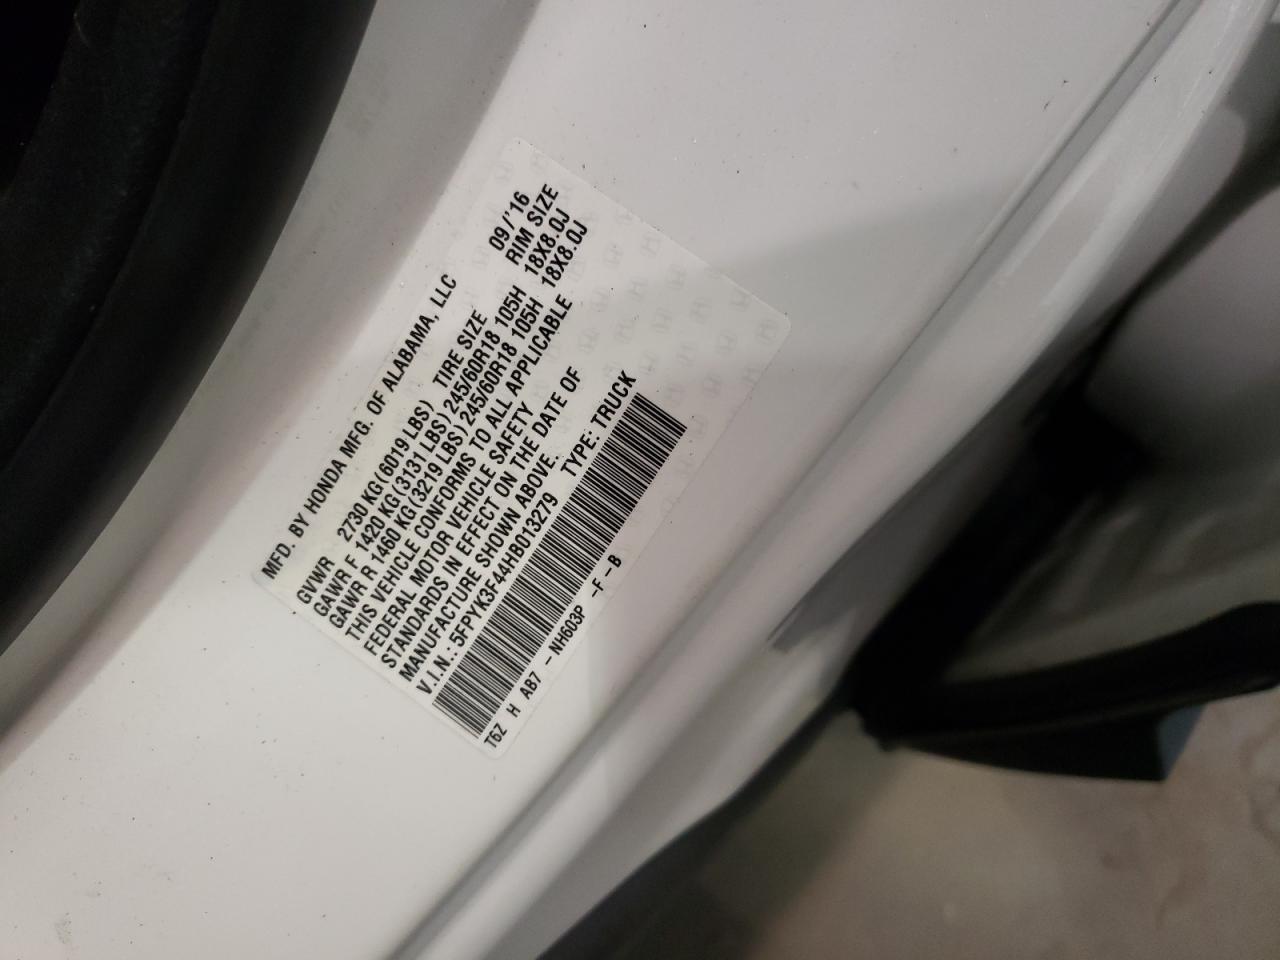 MFD. BY HONDA MFG. OF ALABAMA, LLC 09/'16
GVWR 2730 KG(6019 LBS) TIRE SIZE RIM SIZE
GAWR F 1420 KG(3131 LBS) 245/60R18 105H 18X8.0J
GAWR R 1460 KG(3219 LBS) 245/60R18 105H 18X8.0J
THIS VEHICLE CONFORMS TO ALL APPLICABLE
FEDERAL MOTOR VEHICLE SAFETY
STANDARDS IN EFFECT ON THE DATE OF
MANUFACTURE SHOWN ABOVE.
V.I.N.: 5FPYK3F44HB013279 TYPE: TRUCK
T6Z H AB7 -NH603P -F-B